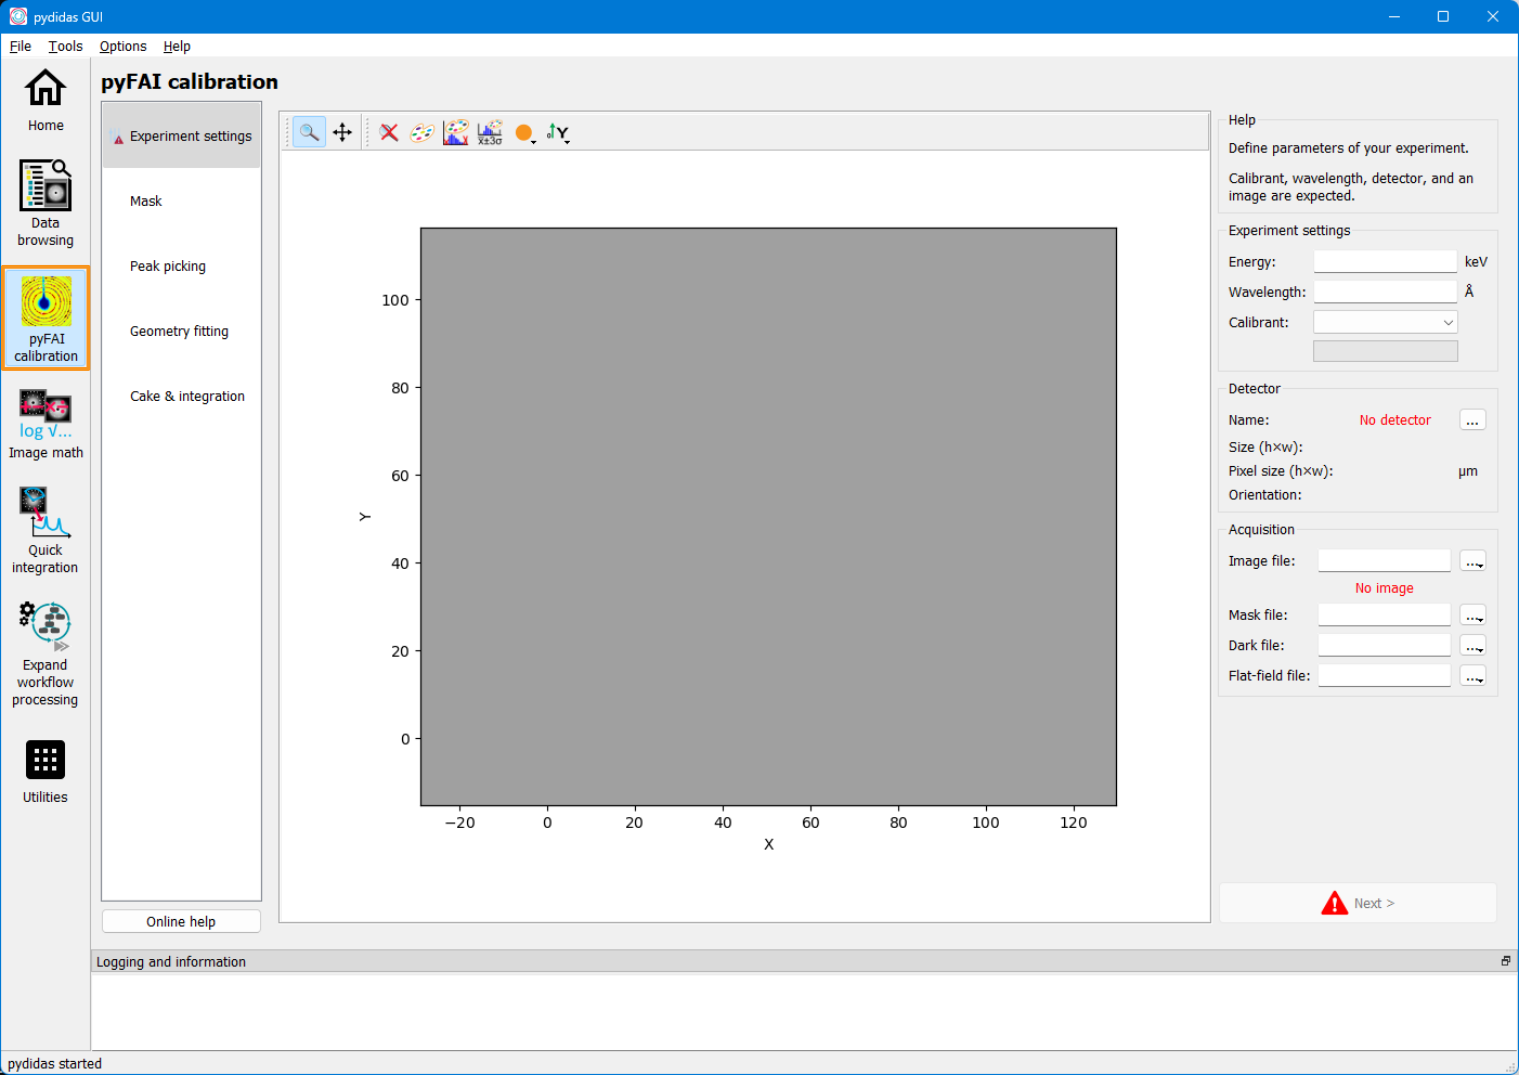 pydidas GUI
File Tools Options Help
pyFAI calibration
Home
Data
browsing
pyFAI
calibration
log √...
Image math
Quick
integration
Expand
workflow
processing
Utilities
Experiment settings
Mask
Peak picking
Geometry fitting
Cake & integration
Online help
x±3σ
Y
100
80
60
40
20
0
Y
−20 0 20 40 60 80 100 120
X
Help
Define parameters of your experiment.
Calibrant, wavelength, detector, and an
image are expected.
Experiment settings
Energy: keV
Wavelength: Å
Calibrant:
Detector
Name: No detector ...
Size (h×w):
Pixel size (h×w): µm
Orientation:
Acquisition
Image file: ...
No image
Mask file: ...
Dark file: ...
Flat-field file: ...
Next >
Logging and information
pydidas started